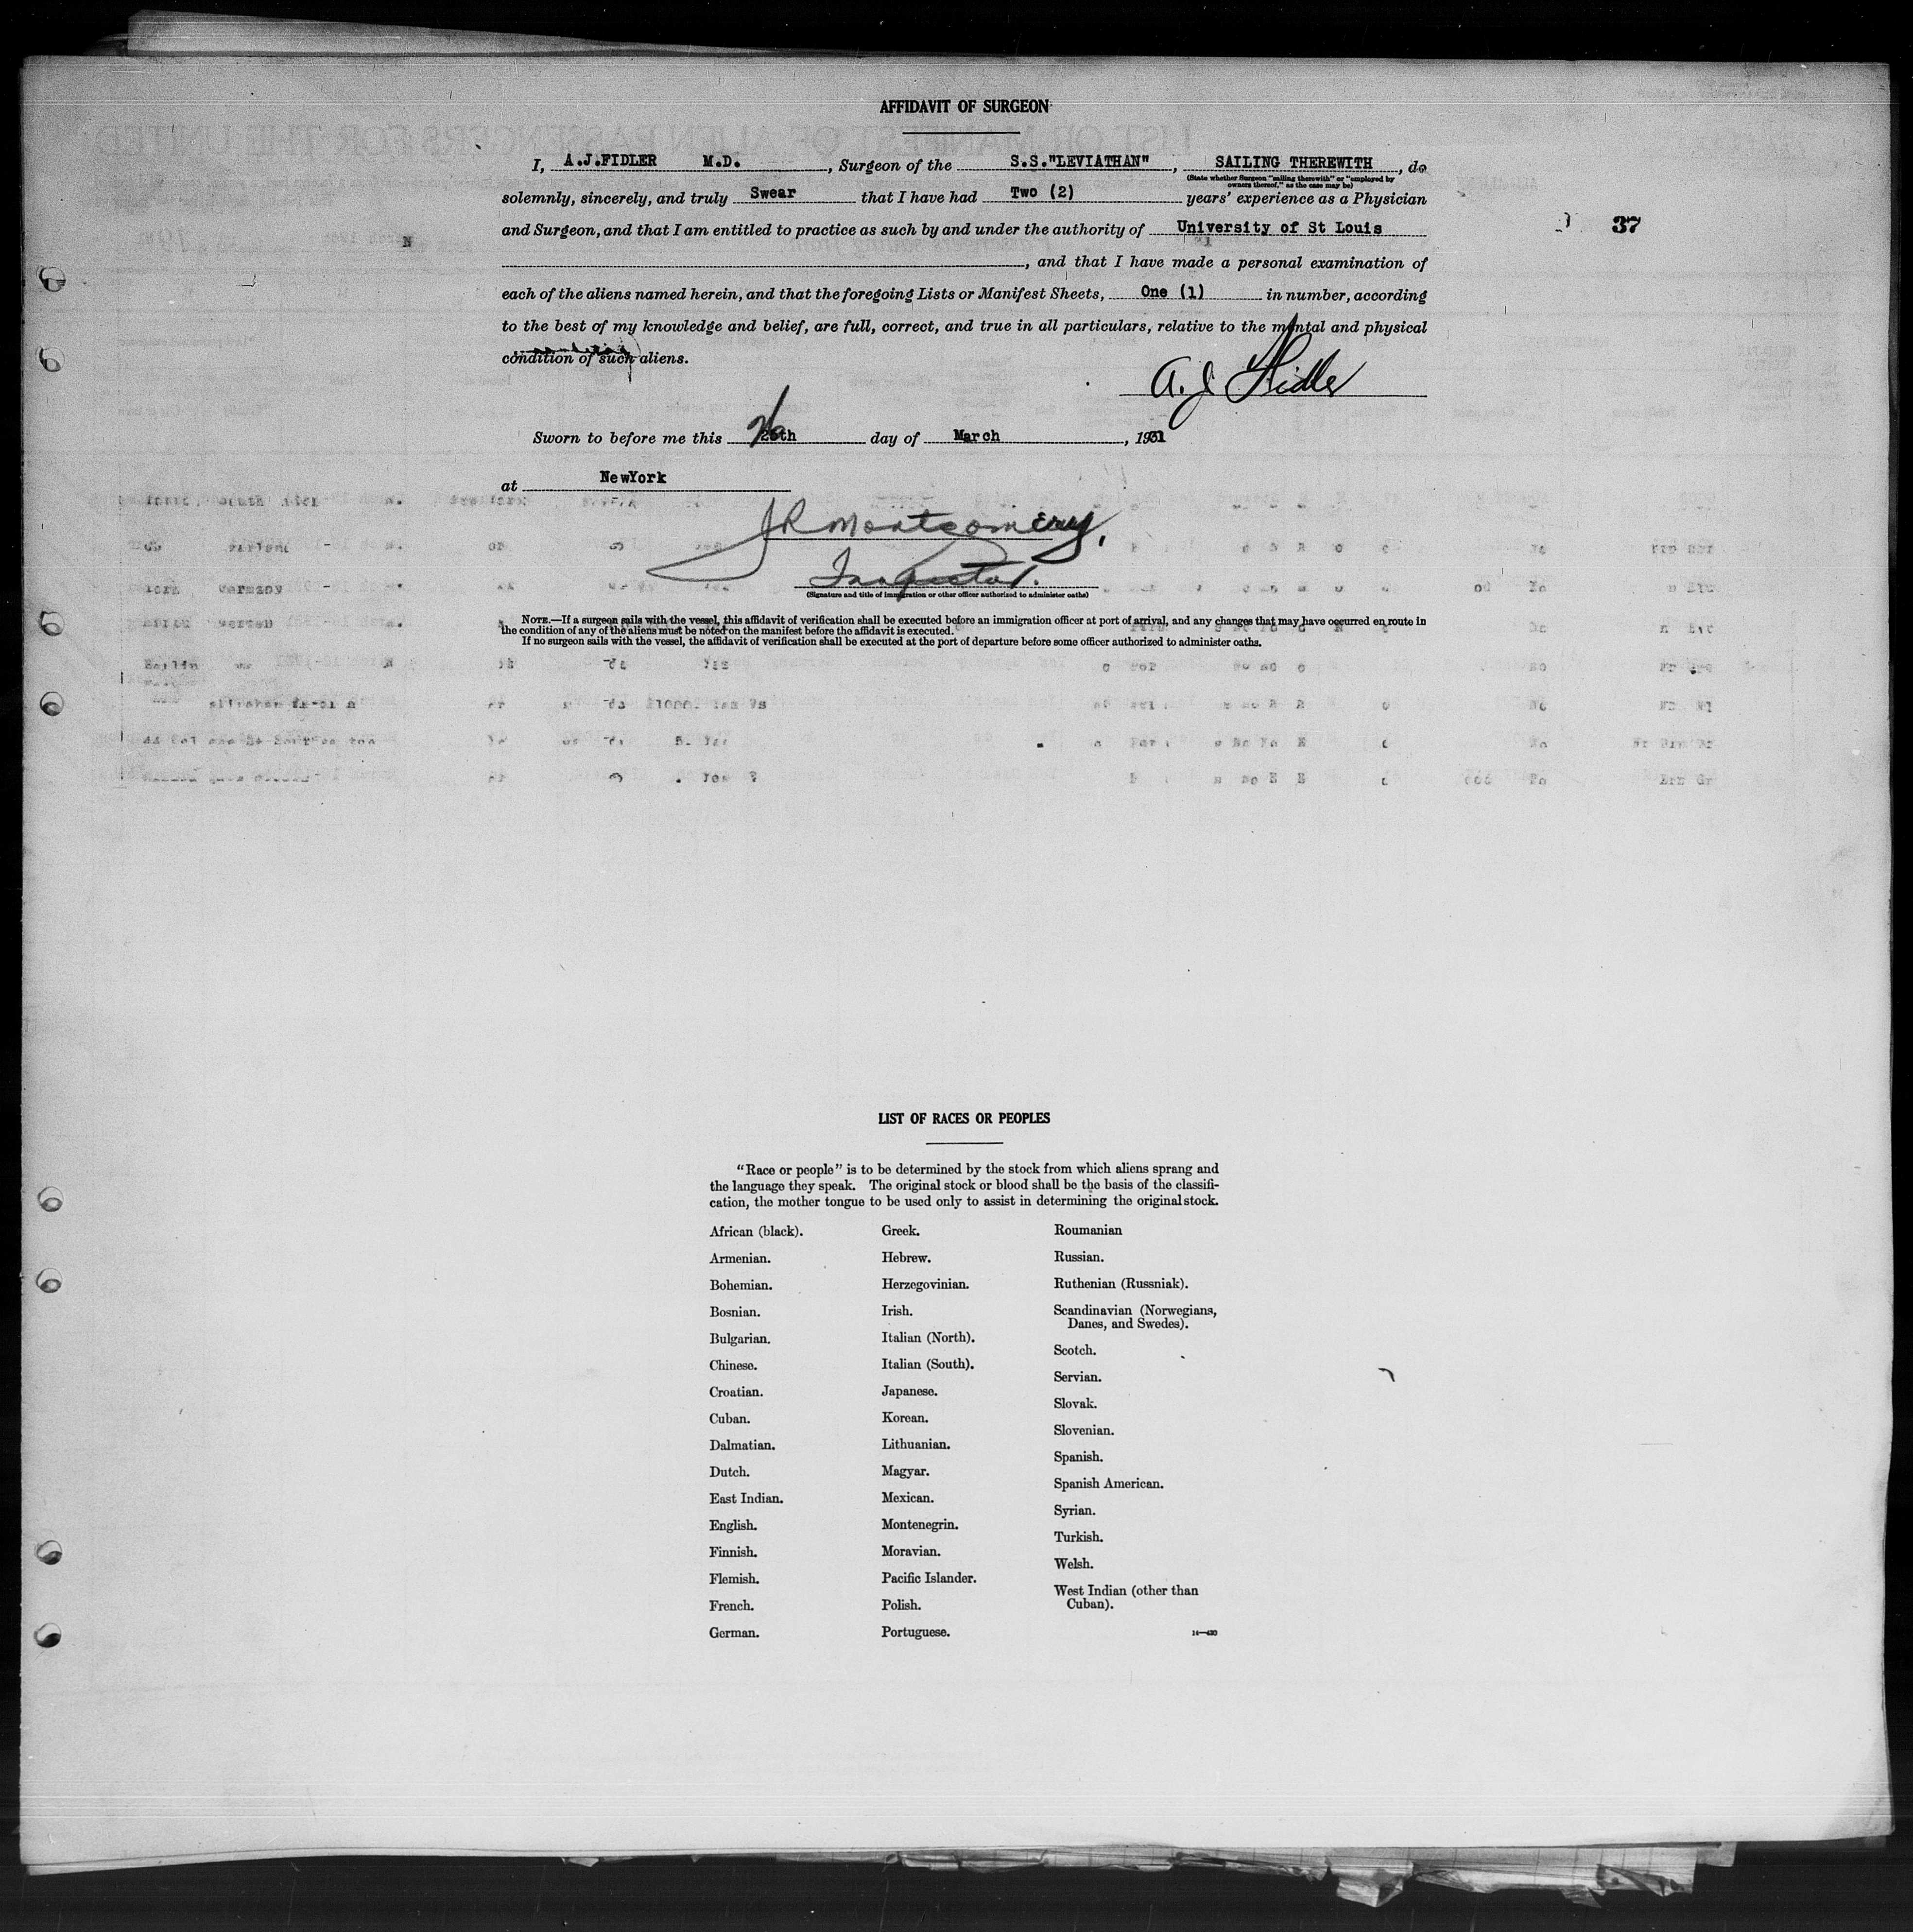 AFFIDAVIT OF SURGEON
I, A.J.FIDLER M.D. , Surgeon of the S.S."LEVIATHAN" , SAILING THEREWITH , do
(State whether Surgeon "sailing therewith" or "employed by
owners thereof," as the case may be)
solemnly, sincerely, and truly Swear that I have had Two (2) years' experience as a Physician
and Surgeon, and that I am entitled to practice as such by and under the authority of University of St Louis
37
, and that I have made a personal examination of
each of the aliens named herein, and that the foregoing Lists or Manifest Sheets, One (1) in number, according
to the best of my knowledge and belief, are full, correct, and true in all particulars, relative to the mental and physical
condition of such aliens.
A. J. Fidler
Sworn to before me this 26th day of March , 1931
at NewYork
J R Montgomery,
Inspector.
(Signature and title of immigration or other officer authorized to administer oaths)
NOTE.—If a surgeon sails with the vessel, this affidavit of verification shall be executed before an immigration officer at port of arrival, and any changes that may have occurred en route in
the condition of any of the aliens must be noted on the manifest before the affidavit is executed.
If no surgeon sails with the vessel, the affidavit of verification shall be executed at the port of departure before some officer authorized to administer oaths.
LIST OF RACES OR PEOPLES
"Race or people" is to be determined by the stock from which aliens sprang and
the language they speak. The original stock or blood shall be the basis of the classifi-
cation, the mother tongue to be used only to assist in determining the original stock.
African (black).
Armenian.
Bohemian.
Bosnian.
Bulgarian.
Chinese.
Croatian.
Cuban.
Dalmatian.
Dutch.
East Indian.
English.
Finnish.
Flemish.
French.
German.
Greek.
Hebrew.
Herzegovinian.
Irish.
Italian (North).
Italian (South).
Japanese.
Korean.
Lithuanian.
Magyar.
Mexican.
Montenegrin.
Moravian.
Pacific Islander.
Polish.
Portuguese.
Roumanian
Russian.
Ruthenian (Russniak).
Scandinavian (Norwegians,
Danes, and Swedes).
Scotch.
Servian.
Slovak.
Slovenian.
Spanish.
Spanish American.
Syrian.
Turkish.
Welsh.
West Indian (other than
Cuban).
14—430